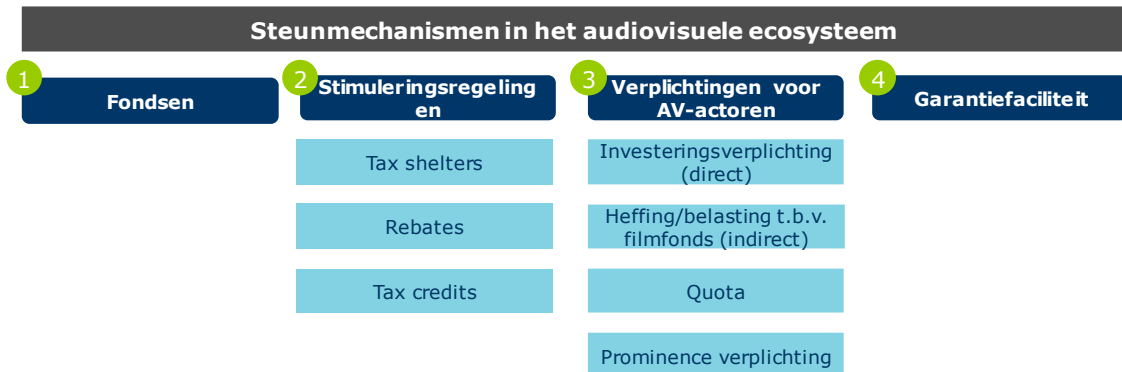 Steunmechanismen in het audiovisuele ecosysteem
1
Fondsen
2
Stimuleringsregeling
en
Tax shelters
Rebates
Tax credits
3
Verplichtingen voor
AV-actoren
Investeringsverplichting
(direct)
Heffing/belasting t.b.v.
filmfonds (indirect)
Quota
Prominence verplichting
4
Garantiefaciliteit